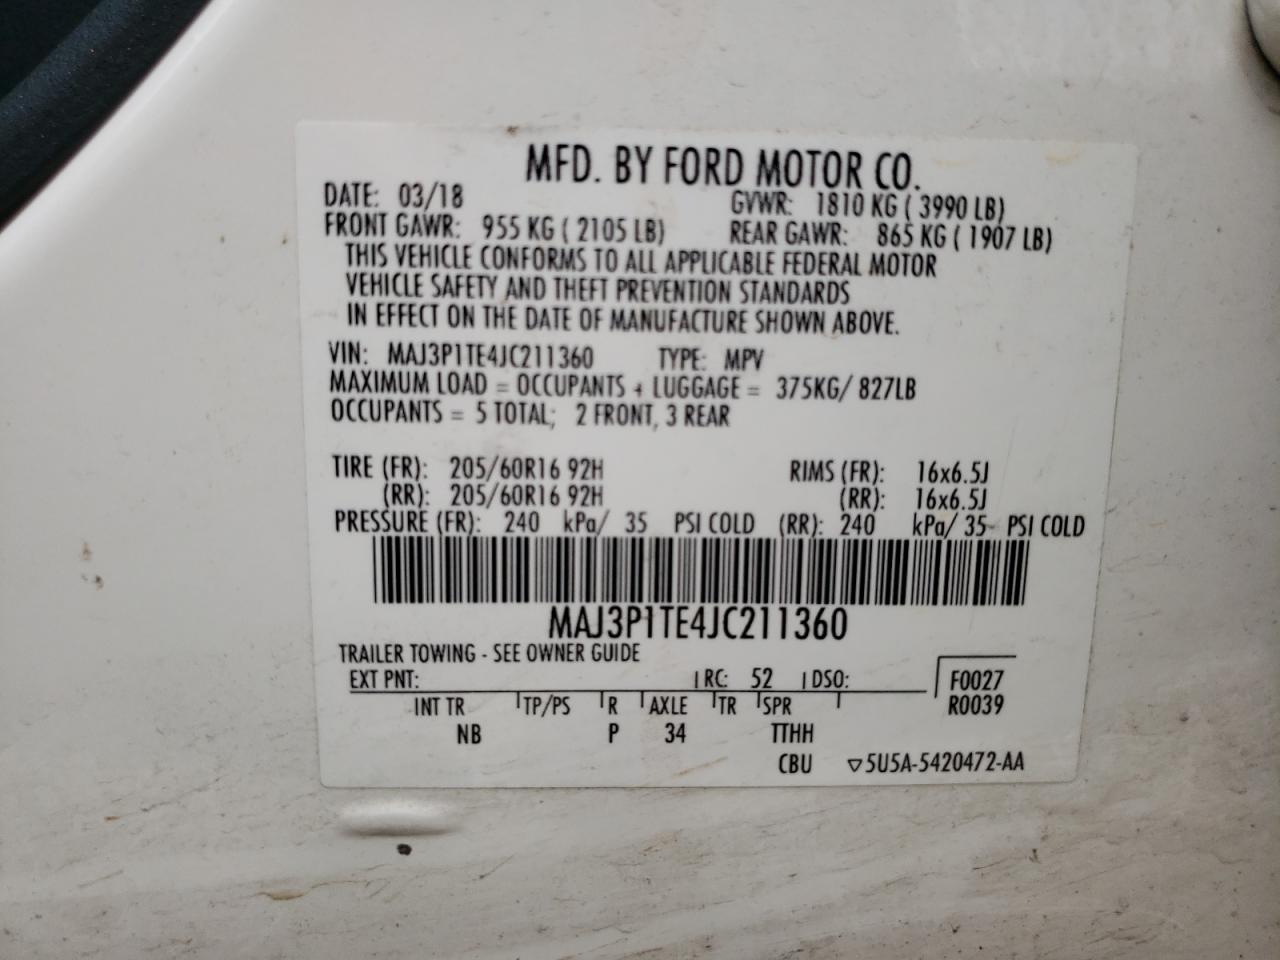 MFD. BY FORD MOTOR CO.
DATE: 03/18 GVWR: 1810 KG ( 3990 LB)
FRONT GAWR: 955 KG ( 2105 LB) REAR GAWR: 865 KG ( 1907 LB)
THIS VEHICLE CONFORMS TO ALL APPLICABLE FEDERAL MOTOR
VEHICLE SAFETY AND THEFT PREVENTION STANDARDS
IN EFFECT ON THE DATE OF MANUFACTURE SHOWN ABOVE.
VIN: MAJ3P1TE4JC211360 TYPE: MPV
MAXIMUM LOAD = OCCUPANTS + LUGGAGE = 375KG/ 827LB
OCCUPANTS = 5 TOTAL; 2 FRONT, 3 REAR
TIRE (FR): 205/60R16 92H RIMS (FR): 16x6.5J
(RR): 205/60R16 92H (RR): 16x6.5J
PRESSURE (FR): 240 kPa/ 35 PSI COLD (RR): 240 kPa/ 35 PSI COLD
MAJ3P1TE4JC211360
TRAILER TOWING - SEE OWNER GUIDE
EXT PNT: RC: 52 DSO: F0027
INT TR TP/PS R AXLE TR SPR R0039
NB P 34 TTHH
CBU ▽5U5A-5420472-AA